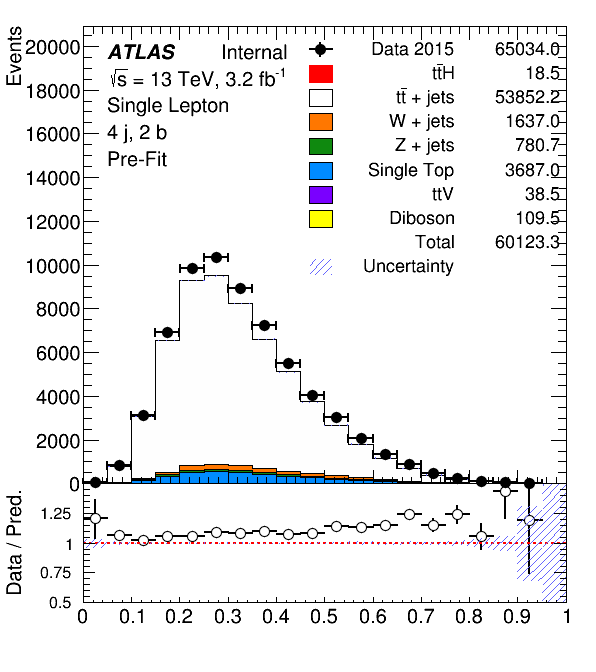 Events
20000
18000
16000
14000
12000
10000
8000
6000
4000
2000
0
ATLAS Internal
√s = 13 TeV, 3.2 fb⁻¹
Single Lepton
4 j, 2 b
Pre-Fit
Data 2015 65034.0
tt̄H 18.5
tt̄ + jets 53852.2
W + jets 1637.0
Z + jets 780.7
Single Top 3687.0
ttV 38.5
Diboson 109.5
Total 60123.3
Uncertainty
Data / Pred.
1.25
1
0.75
0.5
0 0.1 0.2 0.3 0.4 0.5 0.6 0.7 0.8 0.9 1